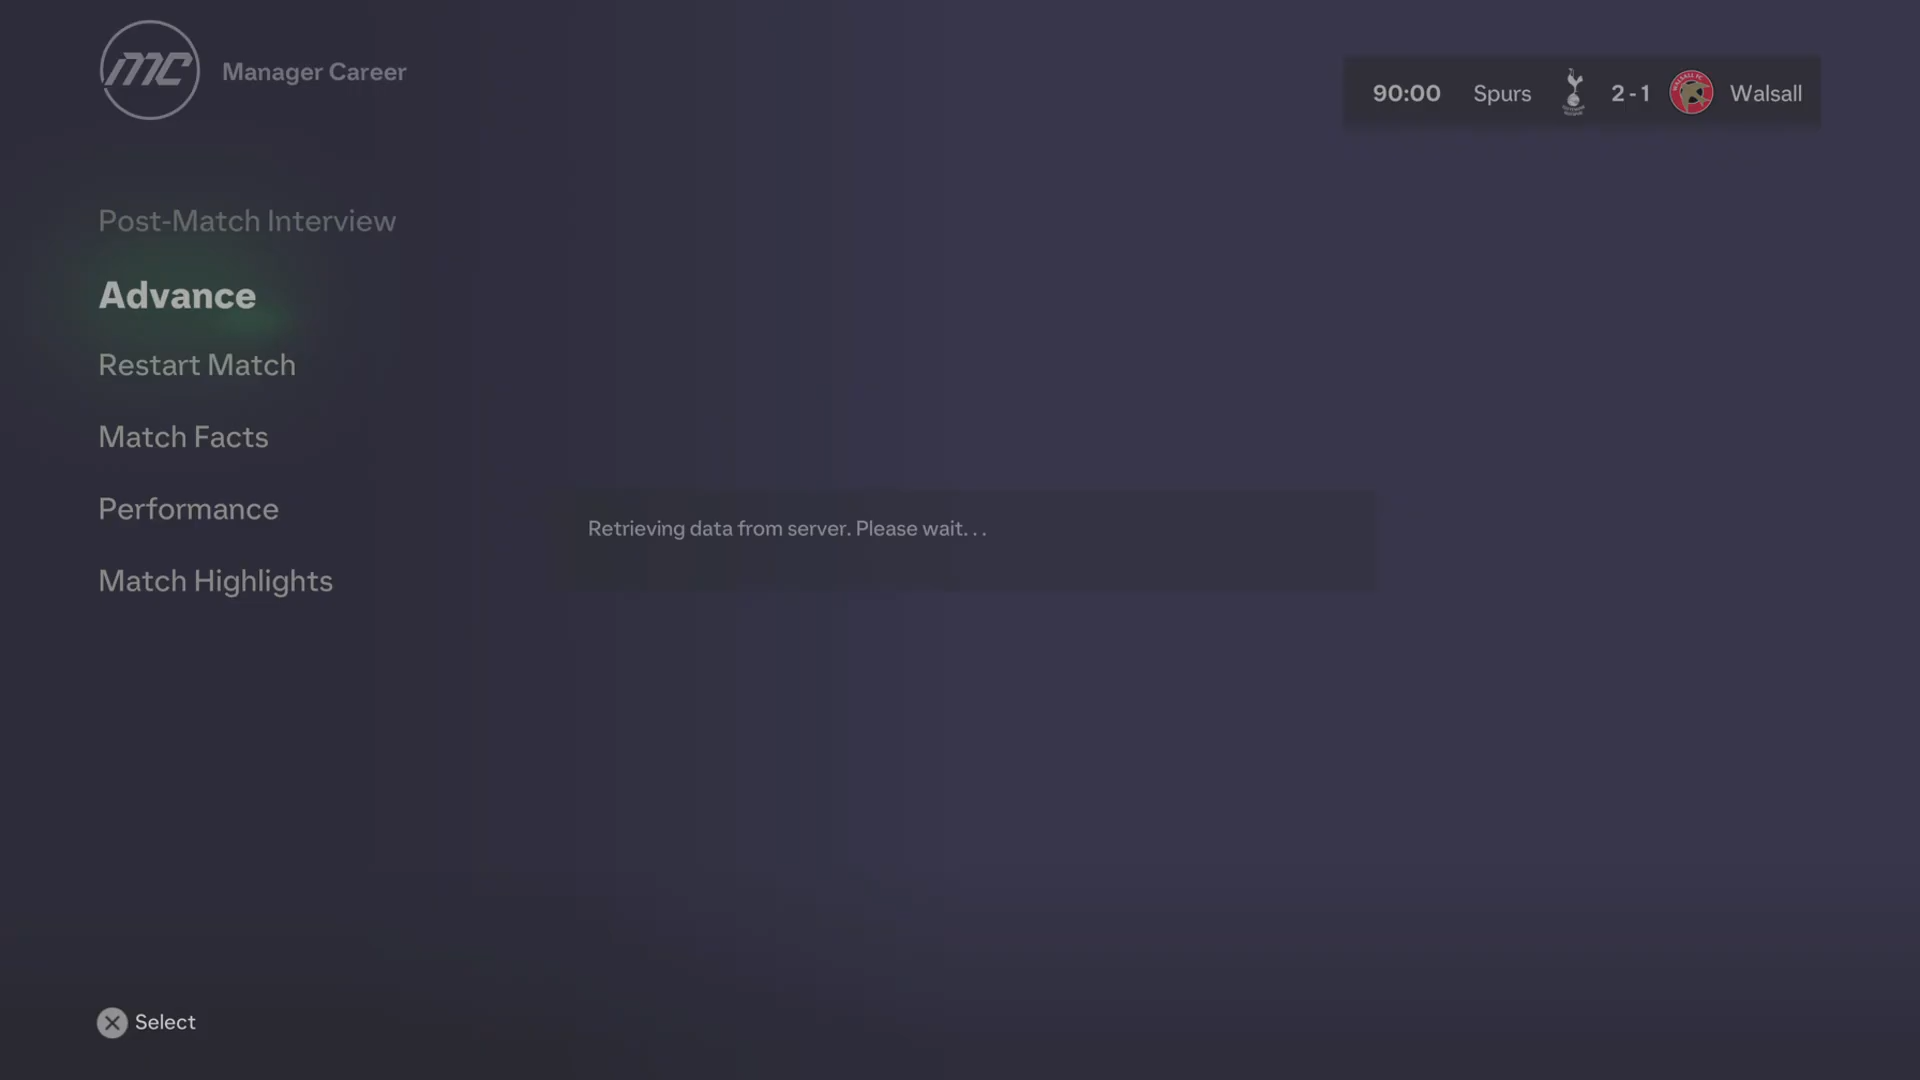 MC Manager Career
90:00 Spurs 2 - 1 Walsall
Post-Match Interview
Advance
Restart Match
Match Facts
Performance
Match Highlights
Retrieving data from server. Please wait. . .
Select